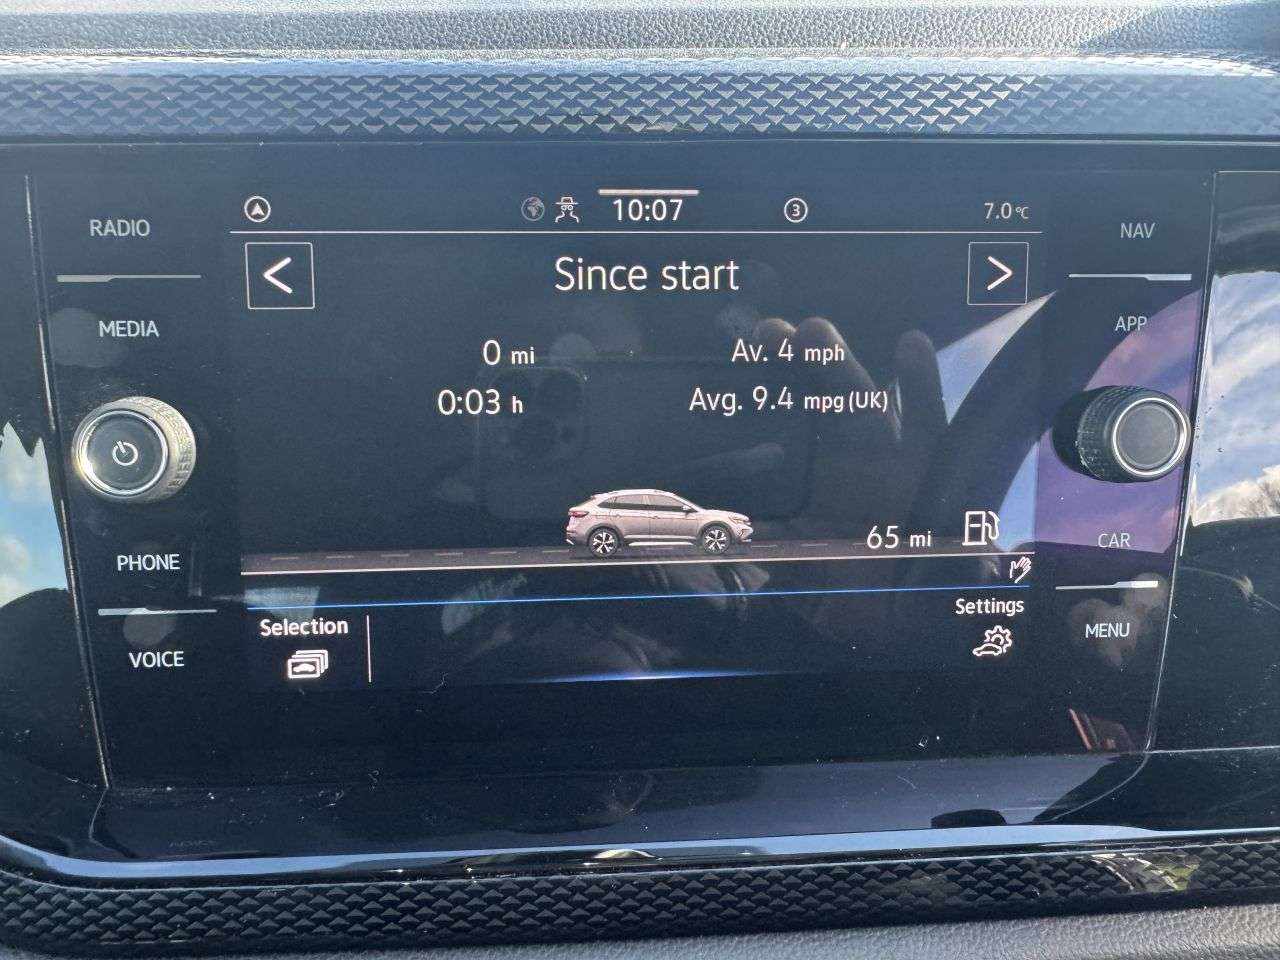 RADIO
MEDIA
PHONE
VOICE
10:07
3
7.0°C
Since start
0 mi
Av. 4 mph
0:03 h
Avg. 9.4 mpg (UK)
65 mi
Selection
Settings
NAV
APP
CAR
MENU